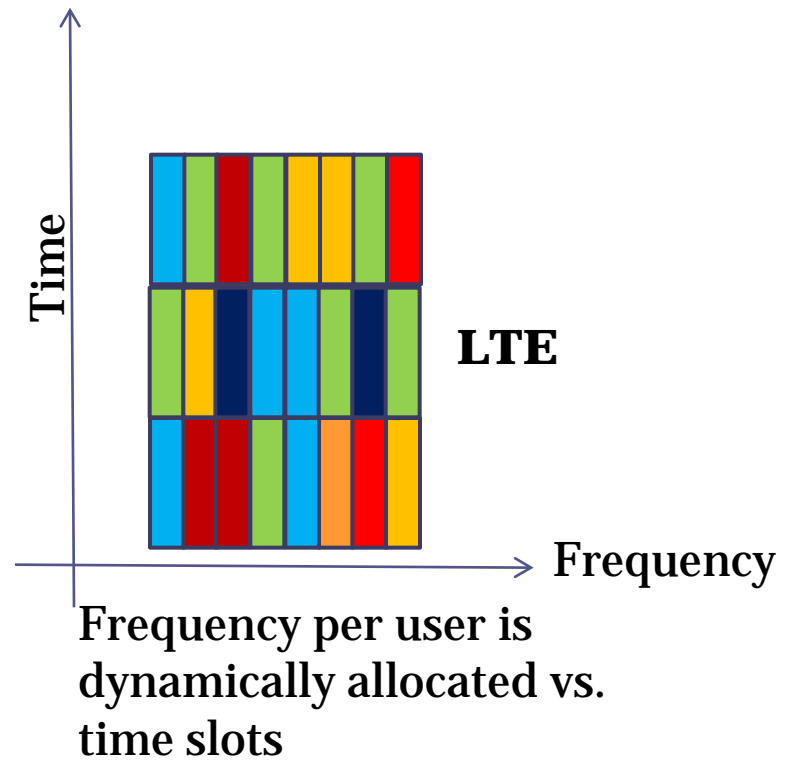 Time
LTE
Frequency
Frequency per user is
dynamically allocated vs.
time slots